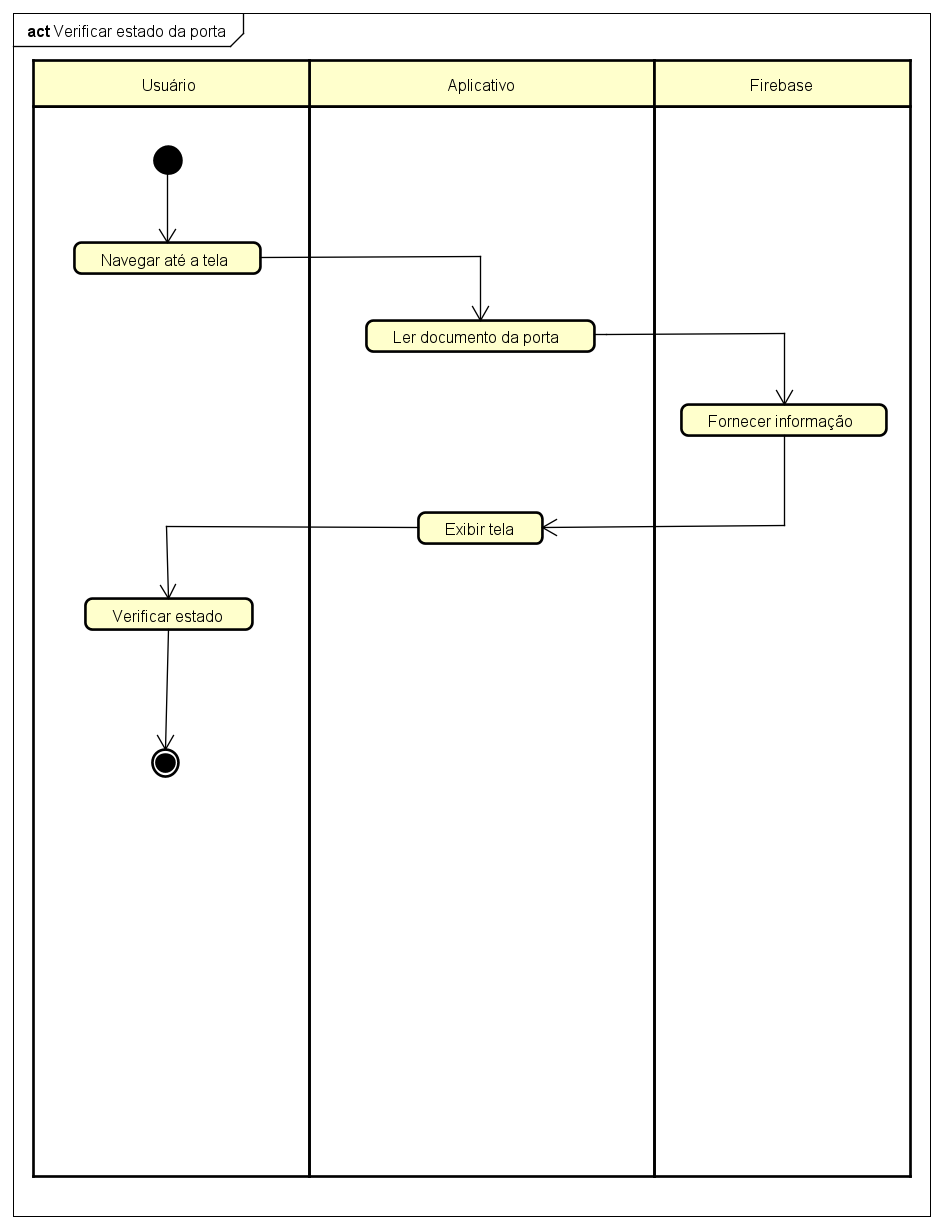 act Verificar estado da porta
Usuário
Aplicativo
Firebase
Navegar até a tela
Ler documento da porta
Fornecer informação
Exibir tela
Verificar estado